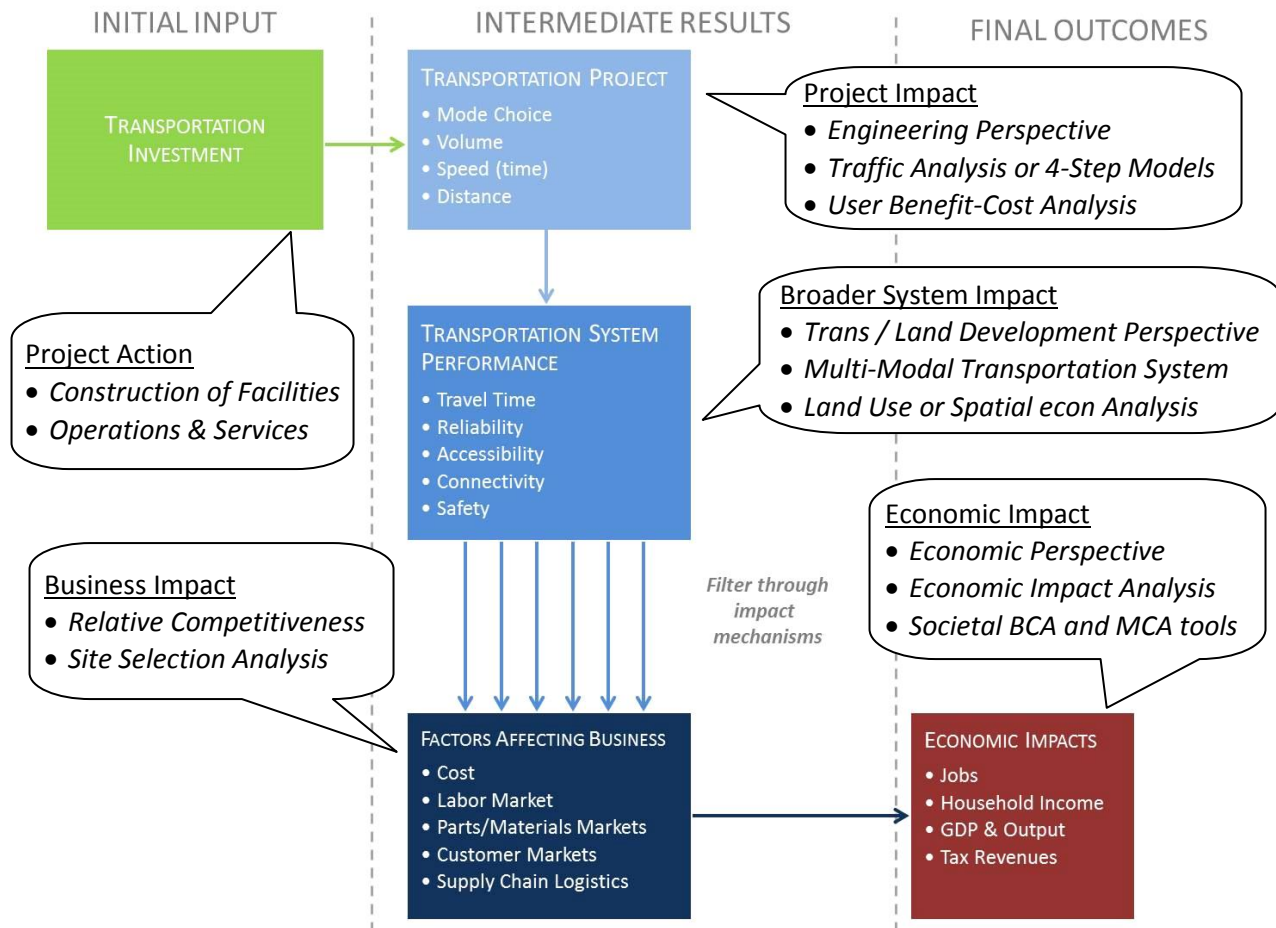 INITIAL INPUT
INTERMEDIATE RESULTS
FINAL OUTCOMES
TRANSPORTATION
INVESTMENT
TRANSPORTATION PROJECT
• Mode Choice
• Volume
• Speed (time)
• Distance
Project Impact
• Engineering Perspective
• Traffic Analysis or 4-Step Models
• User Benefit-Cost Analysis
Project Action
• Construction of Facilities
• Operations & Services
TRANSPORTATION SYSTEM
PERFORMANCE
• Travel Time
• Reliability
• Accessibility
• Connectivity
• Safety
Broader System Impact
• Trans / Land Development Perspective
• Multi-Modal Transportation System
• Land Use or Spatial econ Analysis
Business Impact
• Relative Competitiveness
• Site Selection Analysis
Filter through
impact
mechanisms
Economic Impact
• Economic Perspective
• Economic Impact Analysis
• Societal BCA and MCA tools
FACTORS AFFECTING BUSINESS
• Cost
• Labor Market
• Parts/Materials Markets
• Customer Markets
• Supply Chain Logistics
ECONOMIC IMPACTS
• Jobs
• Household Income
• GDP & Output
• Tax Revenues